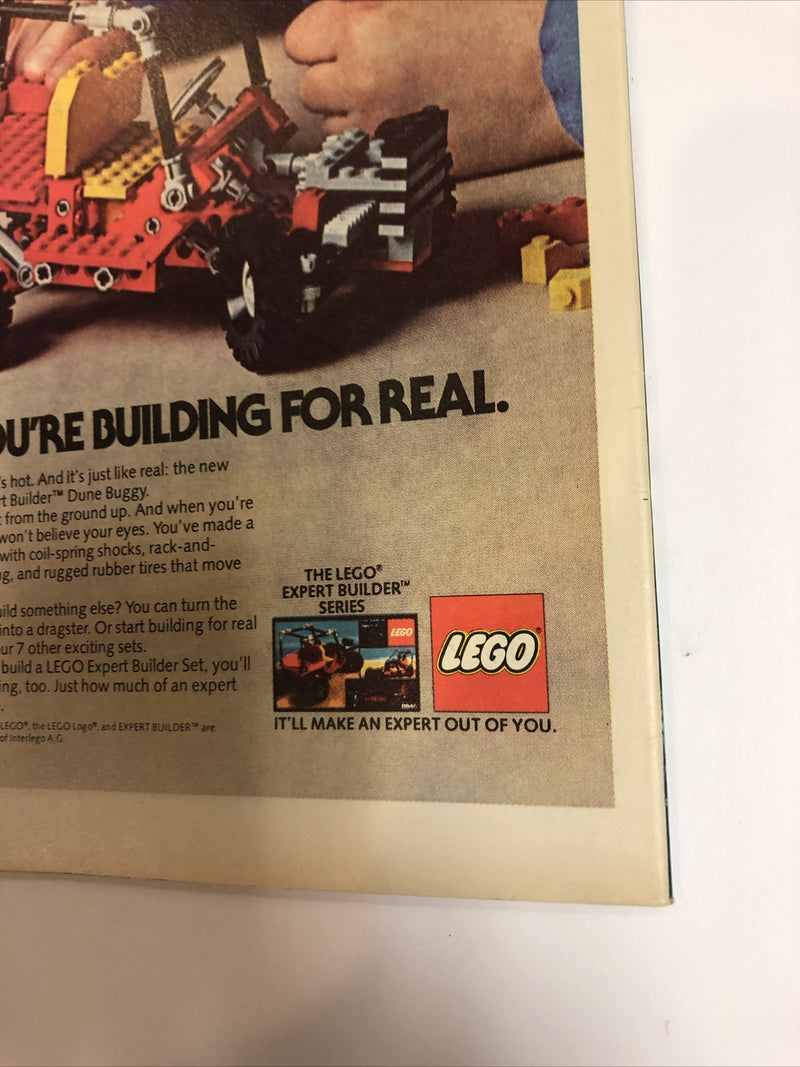 OU'RE BUILDING FOR REAL.
's hot. And it's just like real: the new
rt Builder™ Dune Buggy.
from the ground up. And when you're
won't believe your eyes. You've made a
with coil-spring shocks, rack-and-
g, and rugged rubber tires that move
ild something else? You can turn the
into a dragster. Or start building for real
ur 7 other exciting sets.
build a LEGO Expert Builder Set, you'll
ing, too. Just how much of an expert
LEGO®, the LEGO Logo®, and EXPERT BUILDER™ are
of Interlego A.G.
THE LEGO®
EXPERT BUILDER™
SERIES
LEGO
LEGO®
IT'LL MAKE AN EXPERT OUT OF YOU.